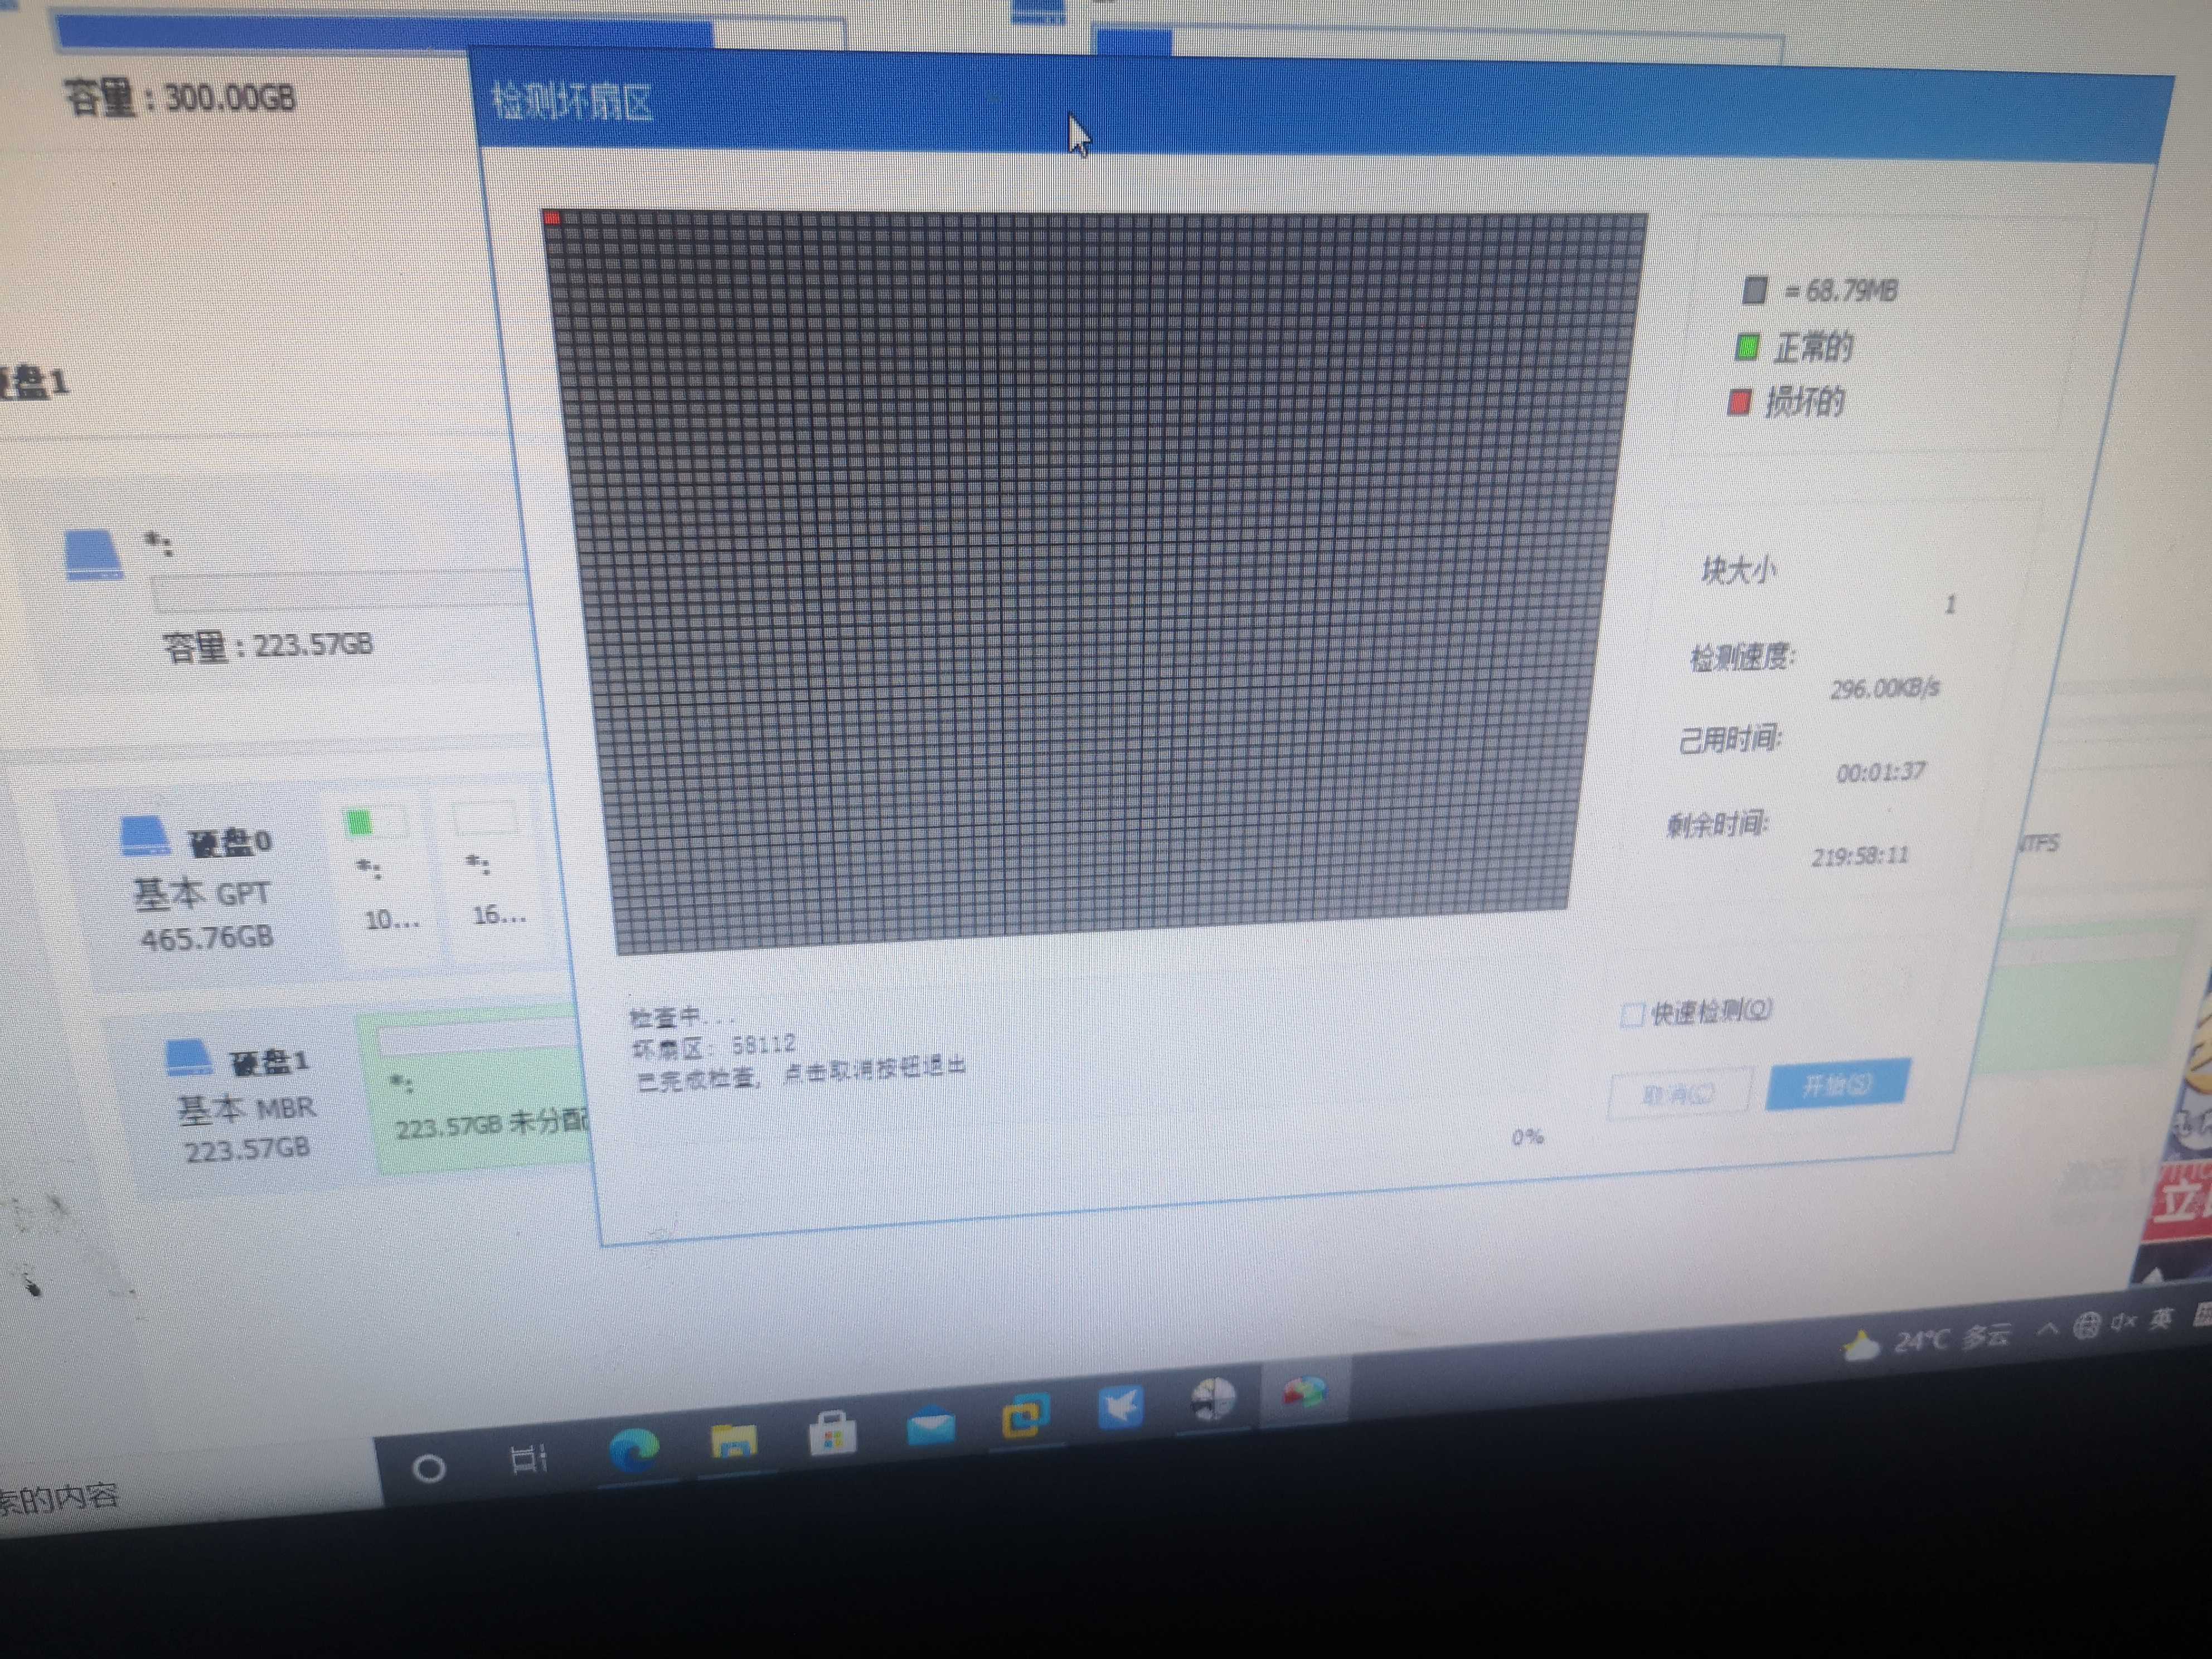 容量：300.00GB
检测坏扇区
= 68.79MB
正常的
损坏的
硬盘1
*:
容量：223.57GB
块大小
1
检测速度:
296.00KB/s
己用时间:
00:01:37
剩余时间:
219:58:11
硬盘0
基本 GPT
465.76GB
*:
10...
*:
16...
NTFS
检查中...
坏扇区： 58112
已完成检查, 点击取消按钮退出
快速检测(Q)
取消(C)
开始(S)
0%
硬盘1
基本 MBR
223.57GB
*:
223.57GB 未分配
立
24°C 多云
英
索的内容